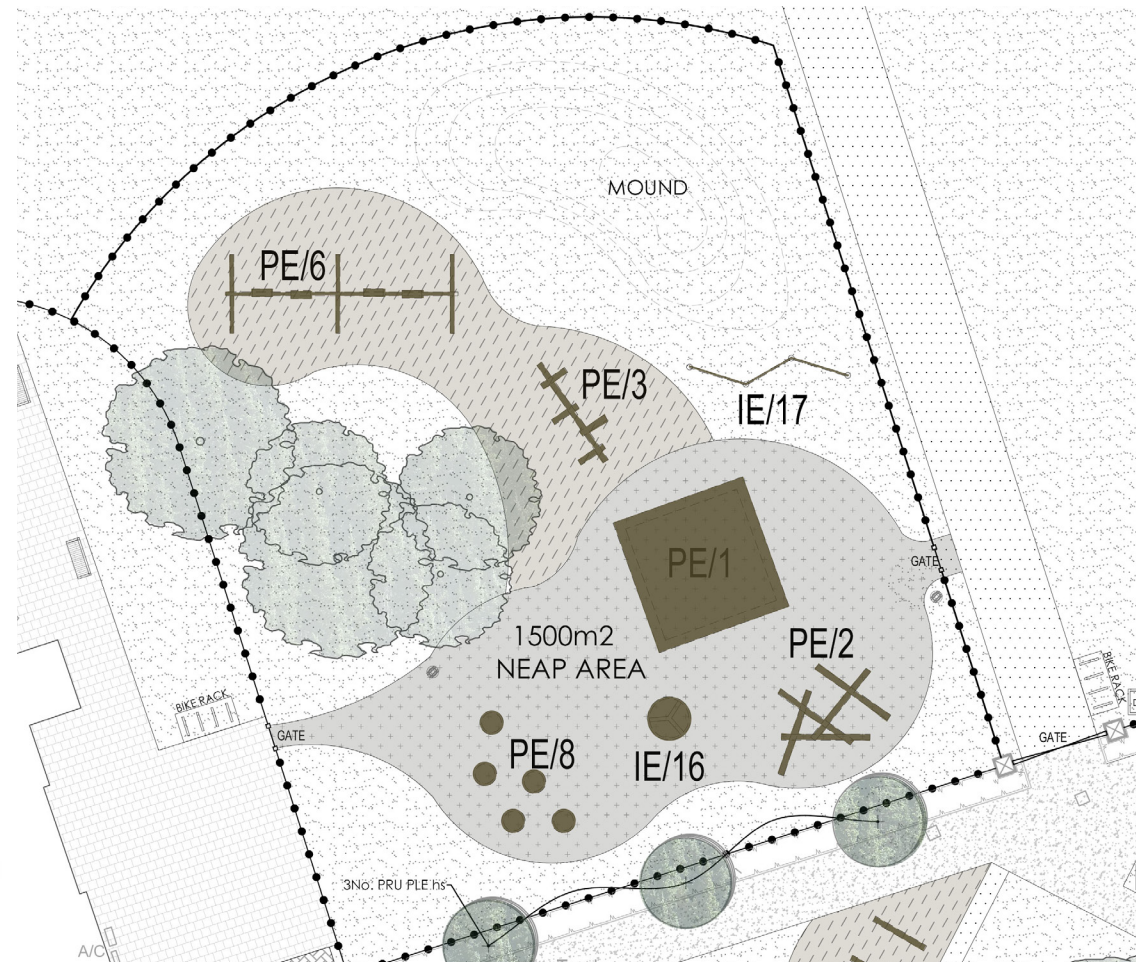 MOUND
PE/6
PE/3
IE/17
PE/1
GATE
1500m2
NEAP AREA
PE/2
BIKE RACK
BIKE RACK
GATE
GATE
PE/8
IE/16
3No. PRU PLE hs
A/C